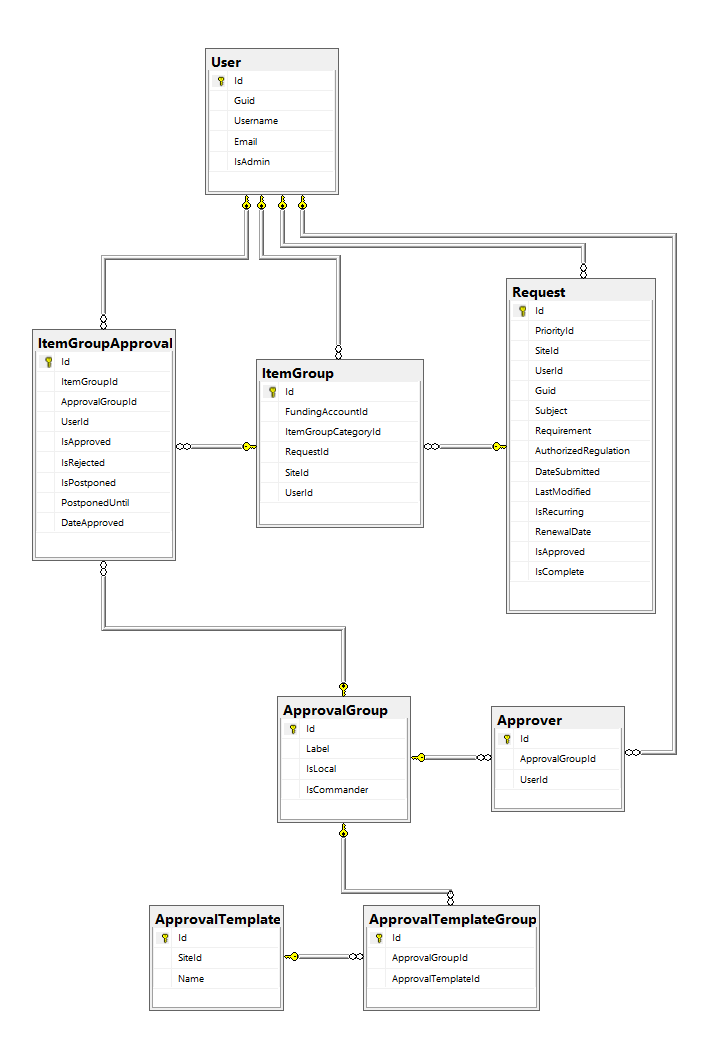 User
Id
Guid
Username
Email
IsAdmin
Request
Id
PriorityId
SiteId
UserId
Guid
Subject
Requirement
AuthorizedRegulation
DateSubmitted
LastModified
IsRecurring
RenewalDate
IsApproved
IsComplete
ItemGroupApproval
Id
ItemGroupId
ApprovalGroupId
UserId
IsApproved
IsRejected
IsPostponed
PostponedUntil
DateApproved
ItemGroup
Id
FundingAccountId
ItemGroupCategoryId
RequestId
SiteId
UserId
ApprovalGroup
Id
Label
IsLocal
IsCommander
Approver
Id
ApprovalGroupId
UserId
ApprovalTemplate
Id
SiteId
Name
ApprovalTemplateGroup
Id
ApprovalGroupId
ApprovalTemplateId